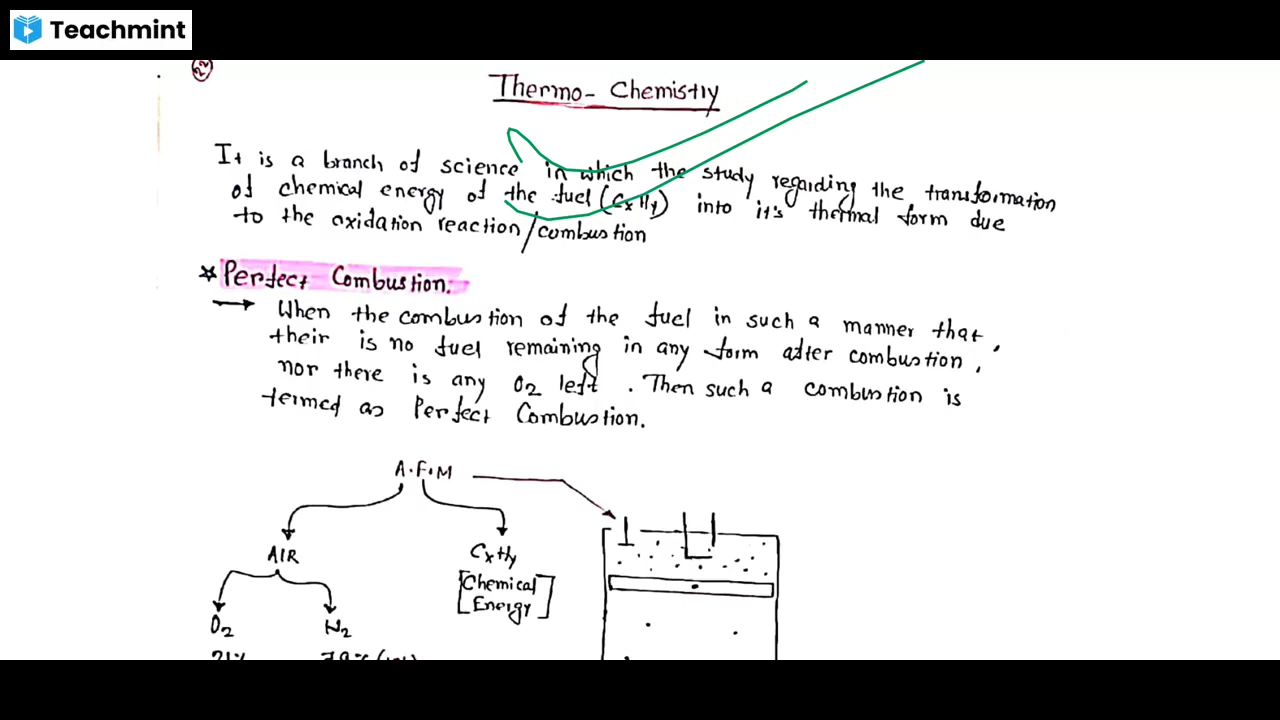 Teachmint
22
Thermo- Chemistry
It is a branch of science in which the study regarding the transformation
of chemical energy of the fuel (CxHy) into it's thermal form due
to the oxidation reaction/combustion
* Perfect Combustion.
→ When the combustion of the fuel in such a manner that
their is no fuel remaining in any form after combustion,
nor there is any O2 left. Then such a combustion is
termed as Perfect Combustion.
A.F.M
AIR CxHy
[Chemical
Energy]
O2 N2
21%